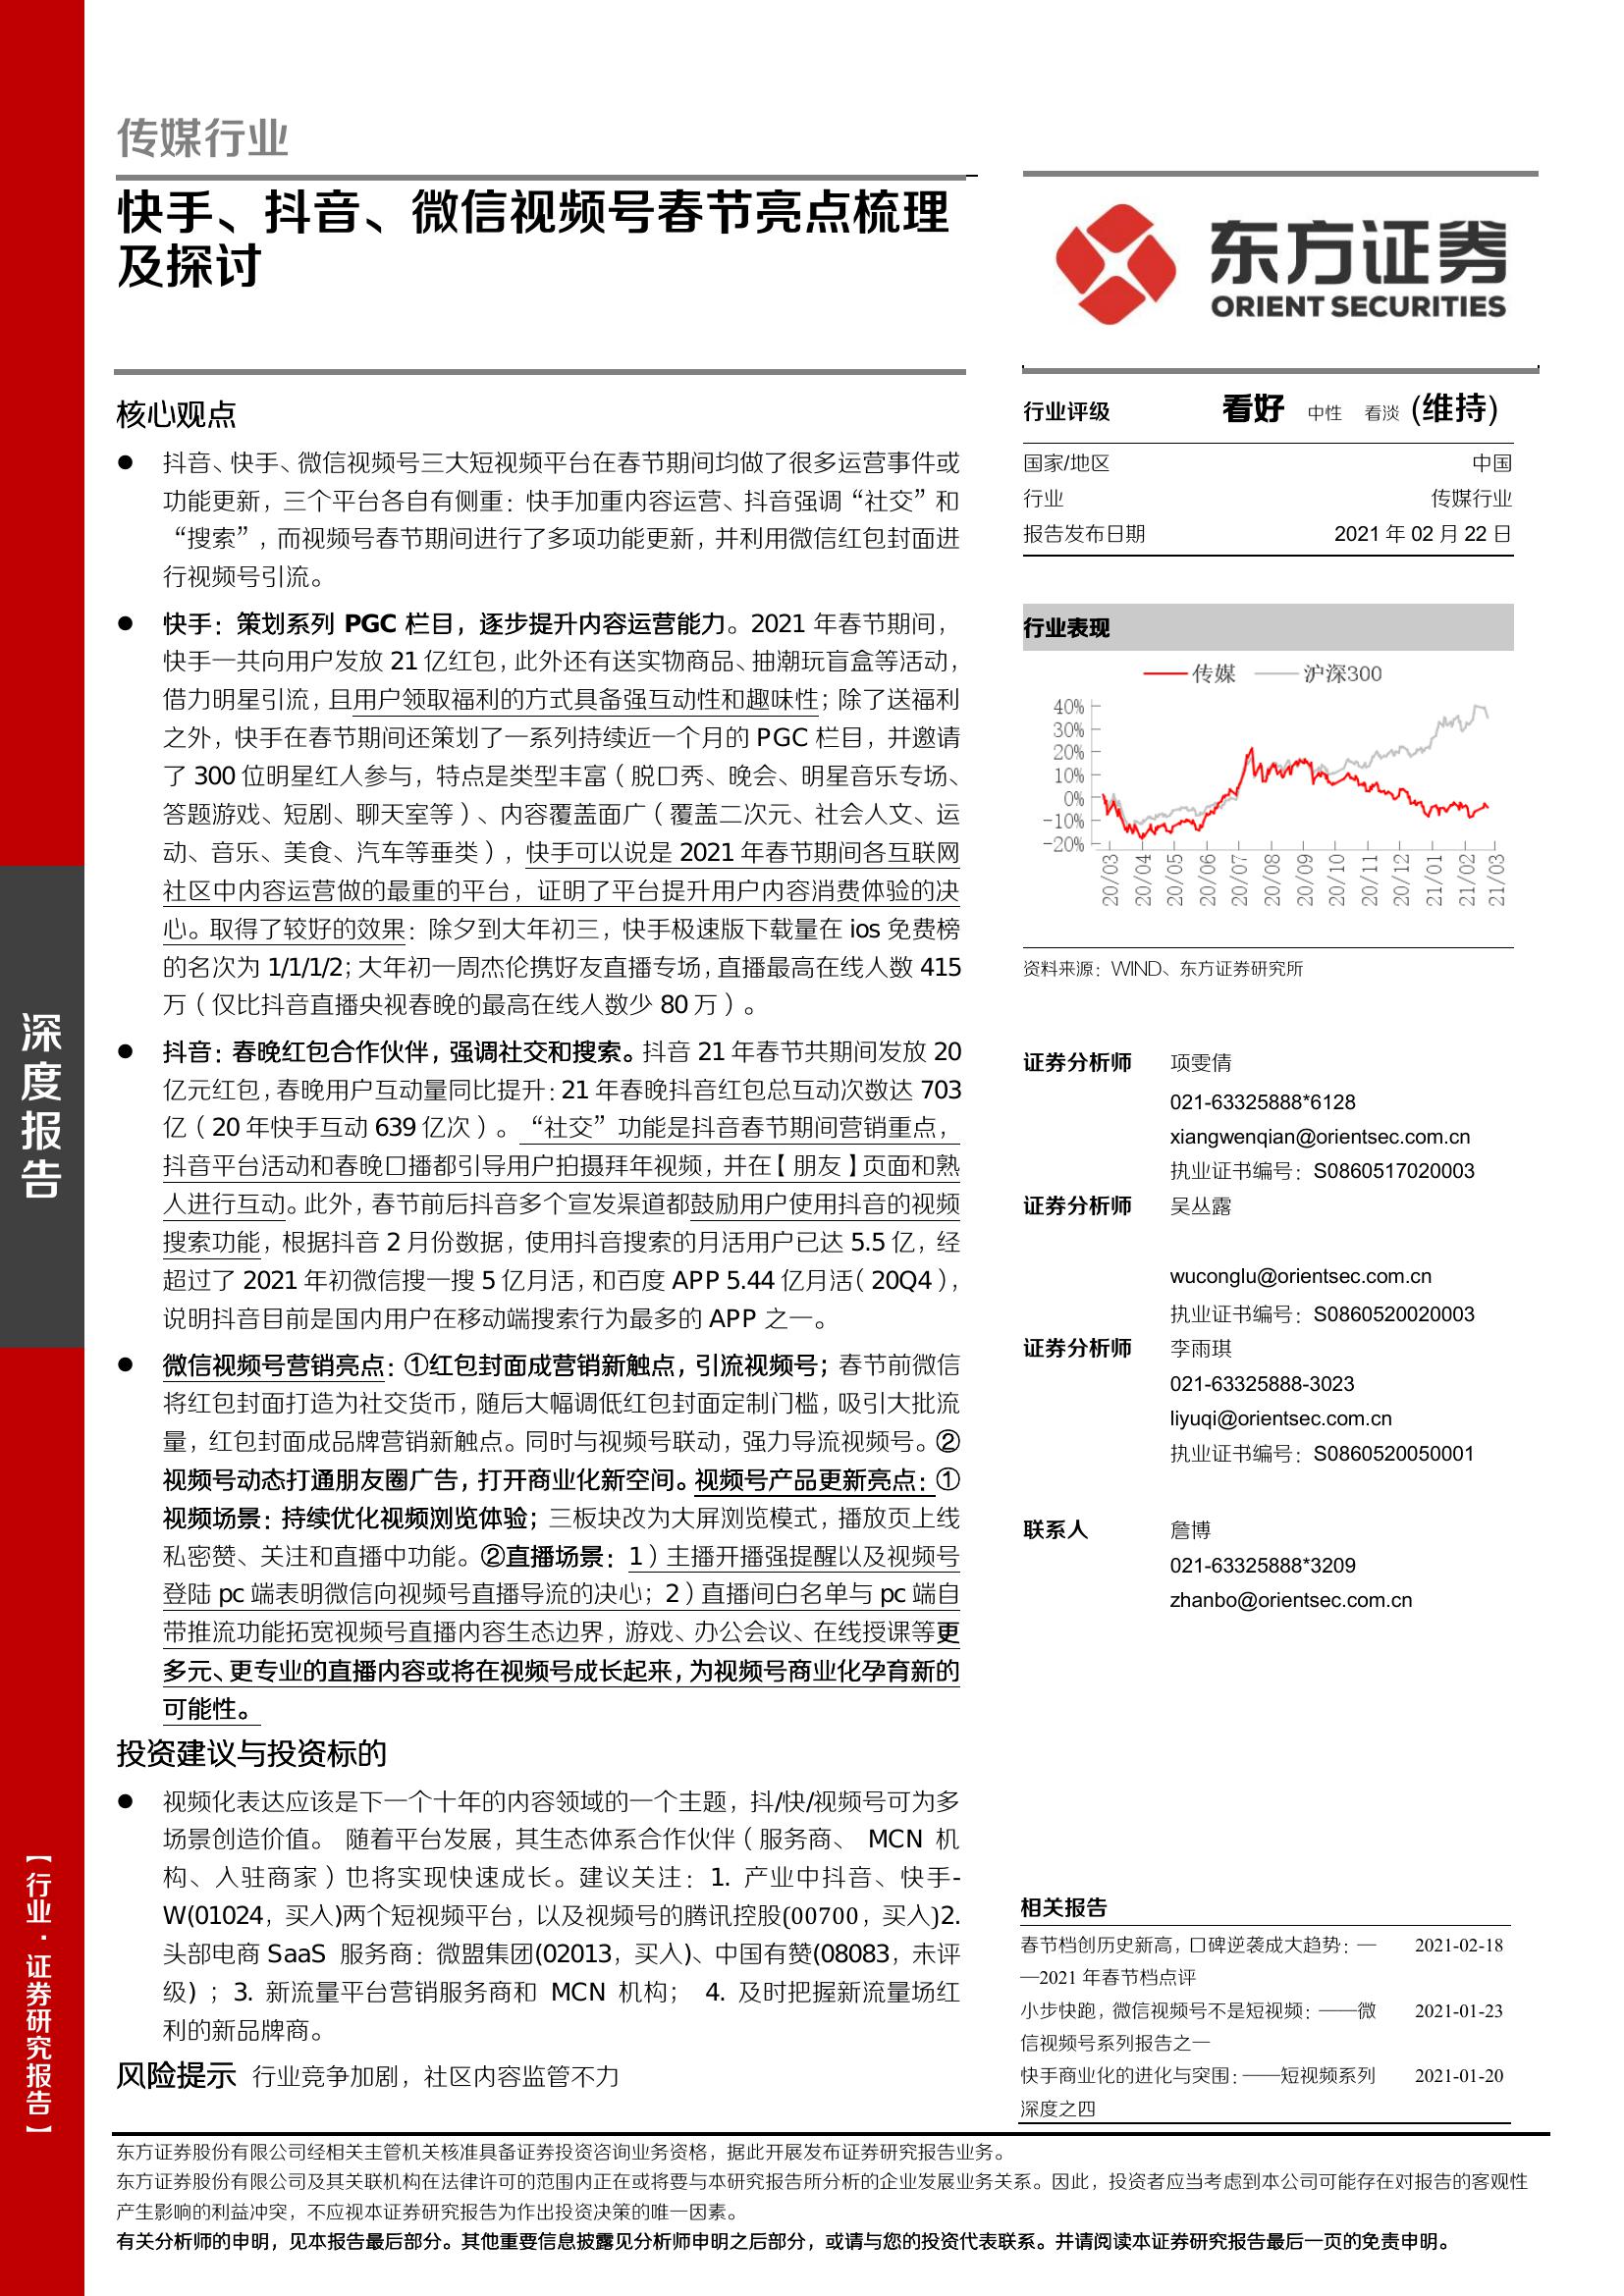 传媒行业
快手、抖音、微信视频号春节亮点梳理
及探讨
东方证券
ORIENT SECURITIES
核心观点
抖音、快手、微信视频号三大短视频平台在春节期间均做了很多运营事件或
功能更新，三个平台各自有侧重：快手加重内容运营、抖音强调“社交”和
“搜索”，而视频号春节期间进行了多项功能更新，并利用微信红包封面进
行视频号引流。
快手：策划系列 PGC 栏目，逐步提升内容运营能力。2021 年春节期间，
快手一共向用户发放 21 亿红包，此外还有送实物商品、抽潮玩盲盒等活动，
借力明星引流，且用户领取福利的方式具备强互动性和趣味性；除了送福利
之外，快手在春节期间还策划了一系列持续近一个月的 PGC 栏目，并邀请
了 300 位明星红人参与，特点是类型丰富（脱口秀、晚会、明星音乐专场、
答题游戏、短剧、聊天室等）、内容覆盖面广（覆盖二次元、社会人文、运
动、音乐、美食、汽车等垂类），快手可以说是 2021 年春节期间各互联网
社区中内容运营做的最重的平台，证明了平台提升用户内容消费体验的决
心。取得了较好的效果：除夕到大年初三，快手极速版下载量在 ios 免费榜
的名次为 1/1/1/2；大年初一周杰伦携好友直播专场，直播最高在线人数 415
万（仅比抖音直播央视春晚的最高在线人数少 80 万）。
抖音：春晚红包合作伙伴，强调社交和搜索。抖音 21 年春节共期间发放 20
亿元红包，春晚用户互动量同比提升：21 年春晚抖音红包总互动次数达 703
亿（20 年快手互动 639 亿次）。“社交”功能是抖音春节期间营销重点，
抖音平台活动和春晚口播都引导用户拍摄拜年视频，并在【朋友】页面和熟
人进行互动。此外，春节前后抖音多个宣发渠道都鼓励用户使用抖音的视频
搜索功能，根据抖音 2 月份数据，使用抖音搜索的月活用户已达 5.5 亿，经
超过了 2021 年初微信搜一搜 5 亿月活，和百度 APP 5.44 亿月活（20Q4），
说明抖音目前是国内用户在移动端搜索行为最多的 APP 之一。
微信视频号营销亮点：①红包封面成营销新触点，引流视频号；春节前微信
将红包封面打造为社交货币，随后大幅调低红包封面定制门槛，吸引大批流
量，红包封面成品牌营销新触点。同时与视频号联动，强力导流视频号。②
视频号动态打通朋友圈广告，打开商业化新空间。视频号产品更新亮点：①
视频场景：持续优化视频浏览体验；三板块改为大屏浏览模式，播放页上线
私密赞、关注和直播中功能。②直播场景：1）主播开播强提醒以及视频号
登陆 pc 端表明微信向视频号直播导流的决心；2）直播间白名单与 pc 端自
带推流功能拓宽视频号直播内容生态边界，游戏、办公会议、在线授课等更
多元、更专业的直播内容或将在视频号成长起来，为视频号商业化孕育新的
可能性。
投资建议与投资标的
视频化表达应该是下一个十年的内容领域的一个主题，抖/快/视频号可为多
场景创造价值。 随着平台发展，其生态体系合作伙伴（服务商、 MCN 机
构、入驻商家）也将实现快速成长。建议关注：1. 产业中抖音、快手-
W(01024，买入)两个短视频平台，以及视频号的腾讯控股(00700，买入)2.
头部电商 SaaS 服务商：微盟集团(02013，买入)、中国有赞(08083，未评
级）；3. 新流量平台营销服务商和 MCN 机构； 4. 及时把握新流量场红
利的新品牌商。
风险提示 行业竞争加剧，社区内容监管不力
行业评级 看好 中性 看淡 (维持)
国家/地区 中国
行业 传媒行业
报告发布日期 2021 年 02 月 22 日
行业表现
传媒 沪深300
40%
30%
20%
10%
0%
-10%
-20%
20/03 20/04 20/05 20/06 20/07 20/08 20/09 20/10 20/11 20/12 21/01 21/02 21/03
资料来源：WIND、东方证券研究所
证券分析师 项雯倩
021-63325888*6128
xiangwenqian@orientsec.com.cn
执业证书编号：S0860517020003
证券分析师 吴丛露
wuconglu@orientsec.com.cn
执业证书编号：S0860520020003
证券分析师 李雨琪
021-63325888-3023
liyuqi@orientsec.com.cn
执业证书编号：S0860520050001
联系人 詹博
021-63325888*3209
zhanbo@orientsec.com.cn
相关报告
春节档创历史新高，口碑逆袭成大趋势：— 2021-02-18
—2021 年春节档点评
小步快跑，微信视频号不是短视频：——微 2021-01-23
信视频号系列报告之一
快手商业化的进化与突围：——短视频系列 2021-01-20
深度之四
深度报告
【行业·证券研究报告】
东方证券股份有限公司经相关主管机关核准具备证券投资咨询业务资格，据此开展发布证券研究报告业务。
东方证券股份有限公司及其关联机构在法律许可的范围内正在或将要与本研究报告所分析的企业发展业务关系。因此，投资者应当考虑到本公司可能存在对报告的客观性
产生影响的利益冲突，不应视本证券研究报告为作出投资决策的唯一因素。
有关分析师的申明，见本报告最后部分。其他重要信息披露见分析师申明之后部分，或请与您的投资代表联系。并请阅读本证券研究报告最后一页的免责申明。